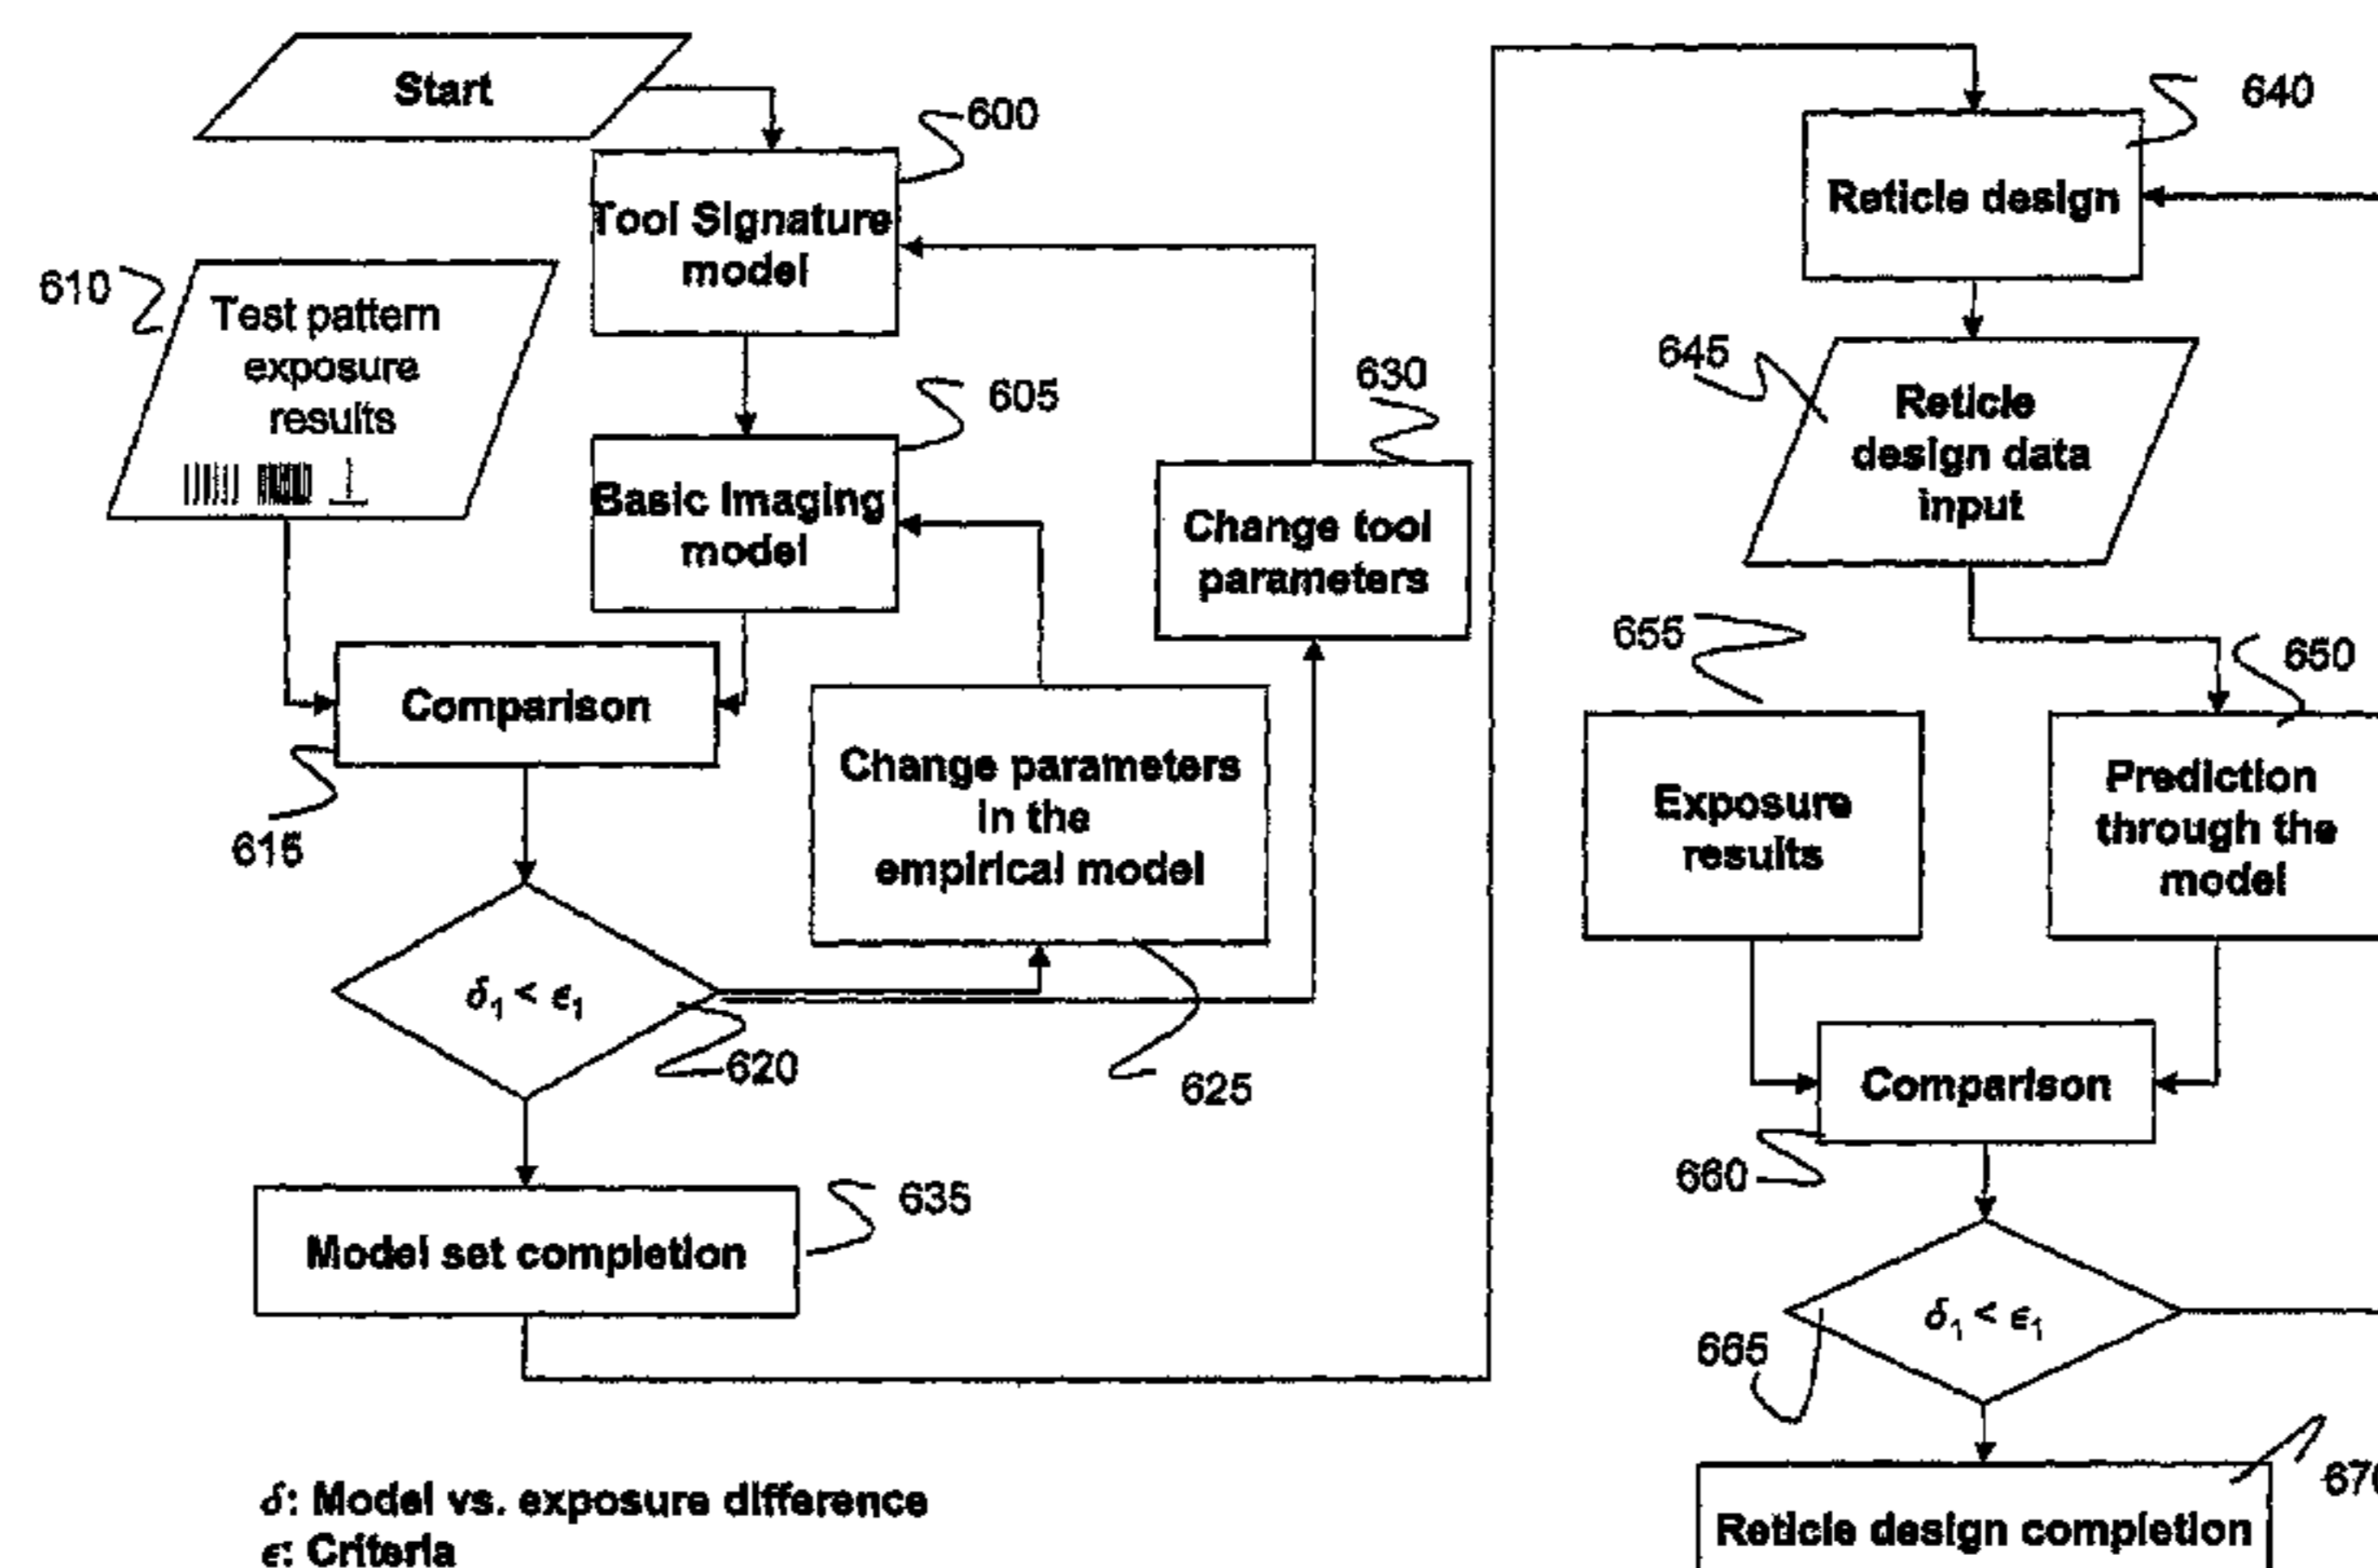 Start
600
Tool Signature
model
610
Test pattern
exposure
results
605
Basic Imaging
model
630
Change tool
parameters
Comparison
615
Change parameters
in the
empirical model
δ₁ < ϵ₁
620
625
635
Model set completion
δ: Model vs. exposure difference
ϵ: Criteria
640
Reticle design
645
Reticle
design data
input
655
650
Exposure
results
Prediction
through the
model
Comparison
660
δ₁ < ϵ₁
665
670
Reticle design completion